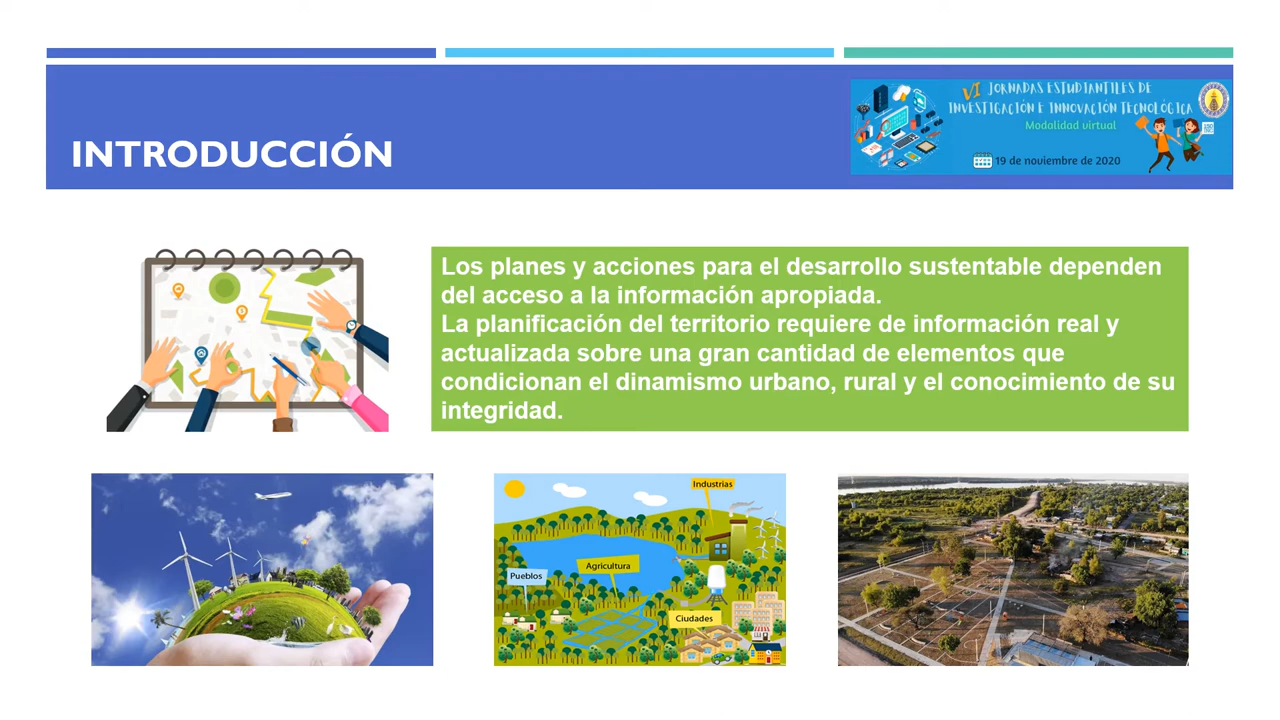 INTRODUCCIÓN
VI JORNADAS ESTUDIANTILES DE
INVESTIGACIÓN E INNOVACIÓN TECNOLÓGICA
Modalidad virtual
19 de noviembre de 2020
Los planes y acciones para el desarrollo sustentable dependen
del acceso a la información apropiada.
La planificación del territorio requiere de información real y
actualizada sobre una gran cantidad de elementos que
condicionan el dinamismo urbano, rural y el conocimiento de su
integridad.
Industrias
Agricultura
Pueblos
Ciudades